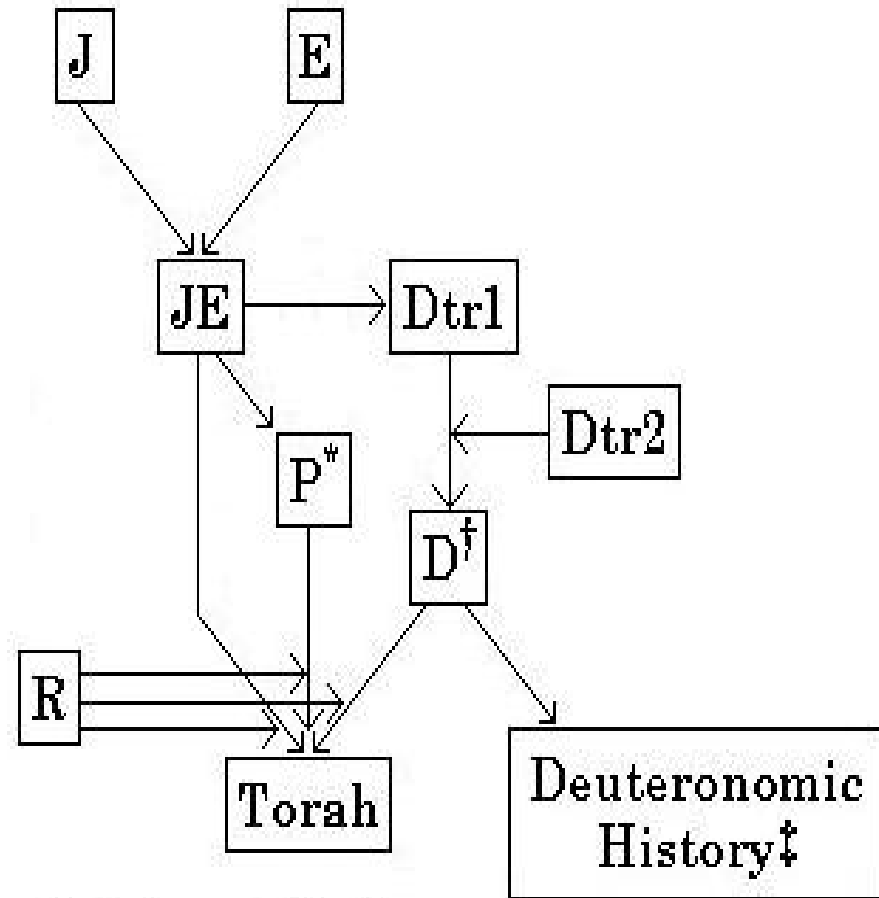 J
E
JE
Dtr1
Dtr2
P*
D†
R
Torah
Deuteronomic
History‡